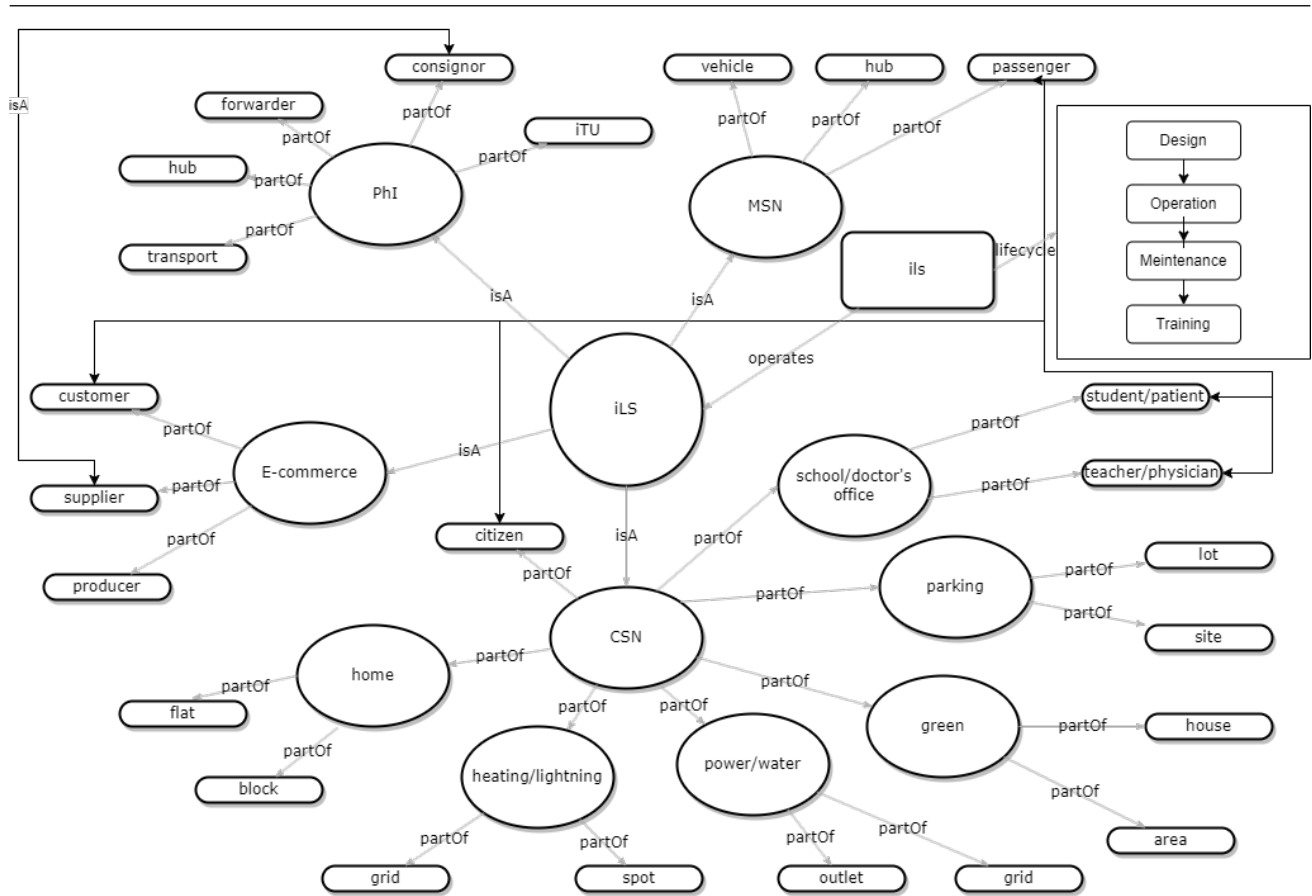 consignor
vehicle
hub
passenger
isA
forwarder
partOf
partOf
partOf
partOf
iTU
partOf
partOf
Design
hub
partOf
PhI
partOf
MSN
Operation
transport
partOf
ils
lifecycle
Meintenance
isA
isA
Training
operates
customer
iLS
student/patient
partOf
partOf
isA
E-commerce
school/doctor's
office
partOf
teacher/physician
supplier
partOf
citizen
isA
partOf
partOf
lot
partOf
producer
partOf
partOf
parking
partOf
CSN
site
home
partOf
partOf
flat
partOf
partOf
partOf
green
partOf
house
partOf
heating/lightning
power/water
block
partOf
partOf
partOf
partOf
partOf
area
grid
spot
outlet
grid